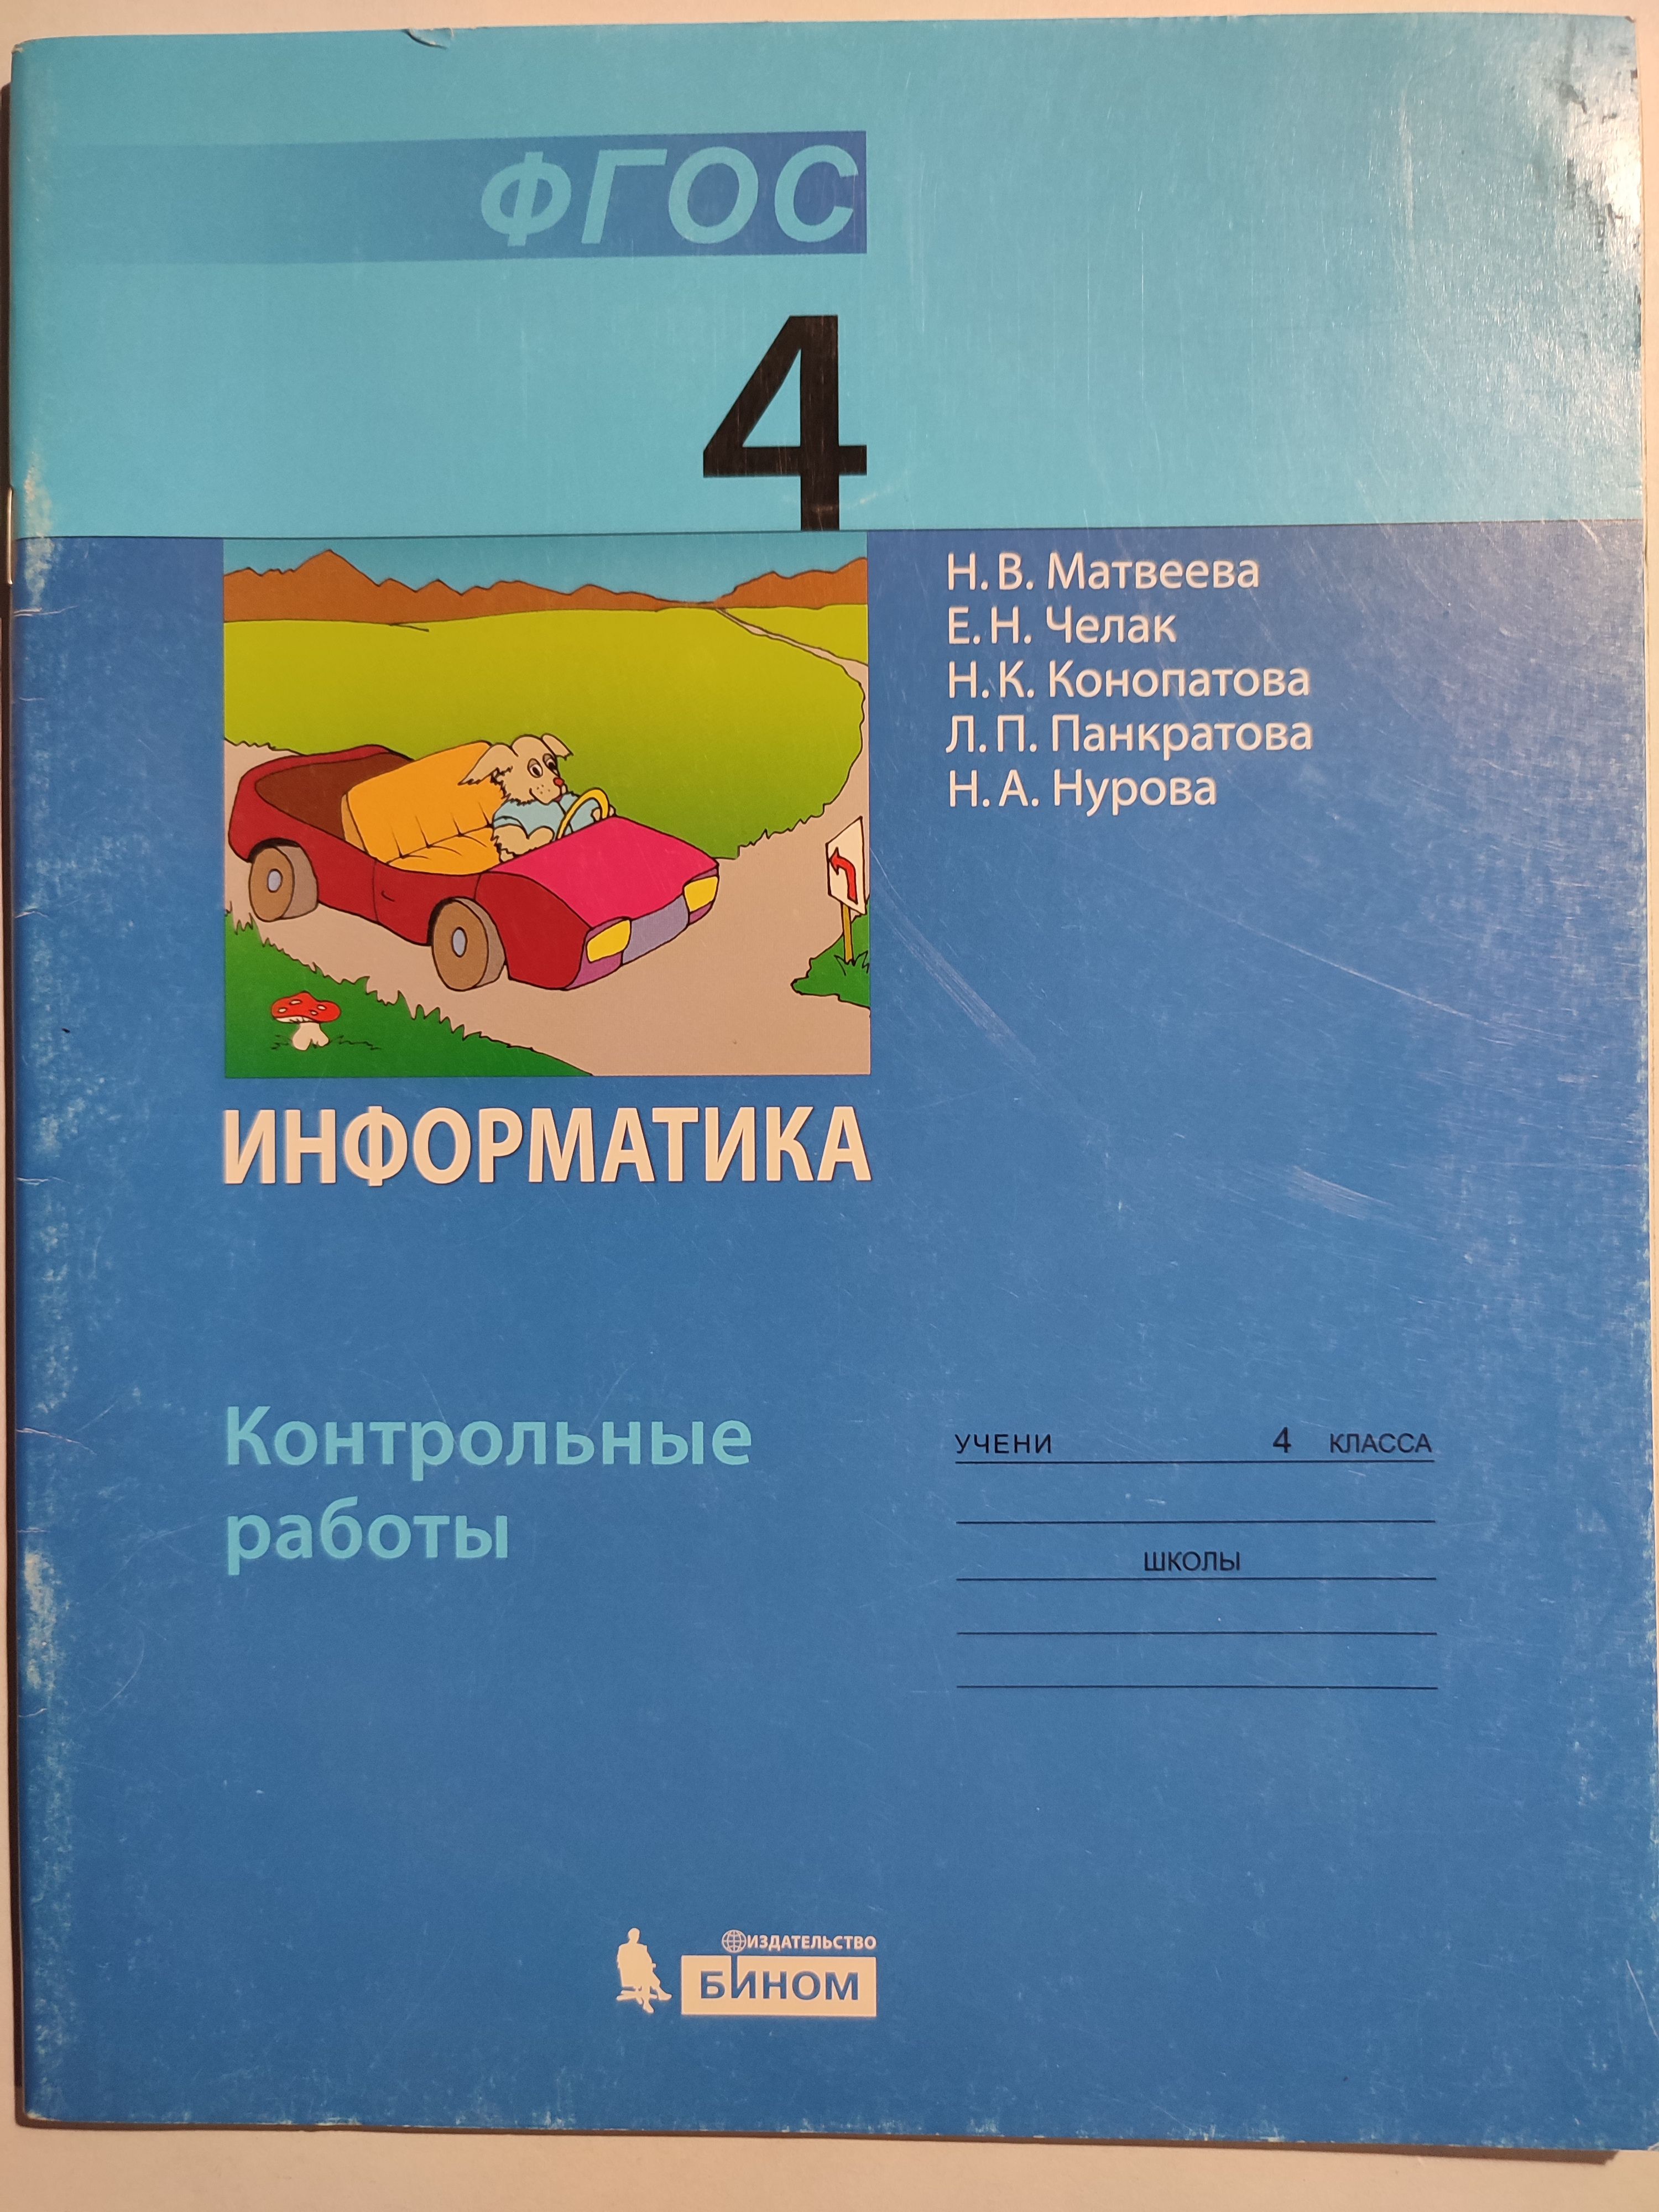 ФГОС
4
Н. В. Матвеева
Е. Н. Челак
Н. К. Конопатова
Л. П. Панкратова
Н. А. Нурова
ИНФОРМАТИКА
Контрольные
работы
УЧЕНИ 4 КЛАССА
ШКОЛЫ
ИЗДАТЕЛЬСТВО
БИНОМ